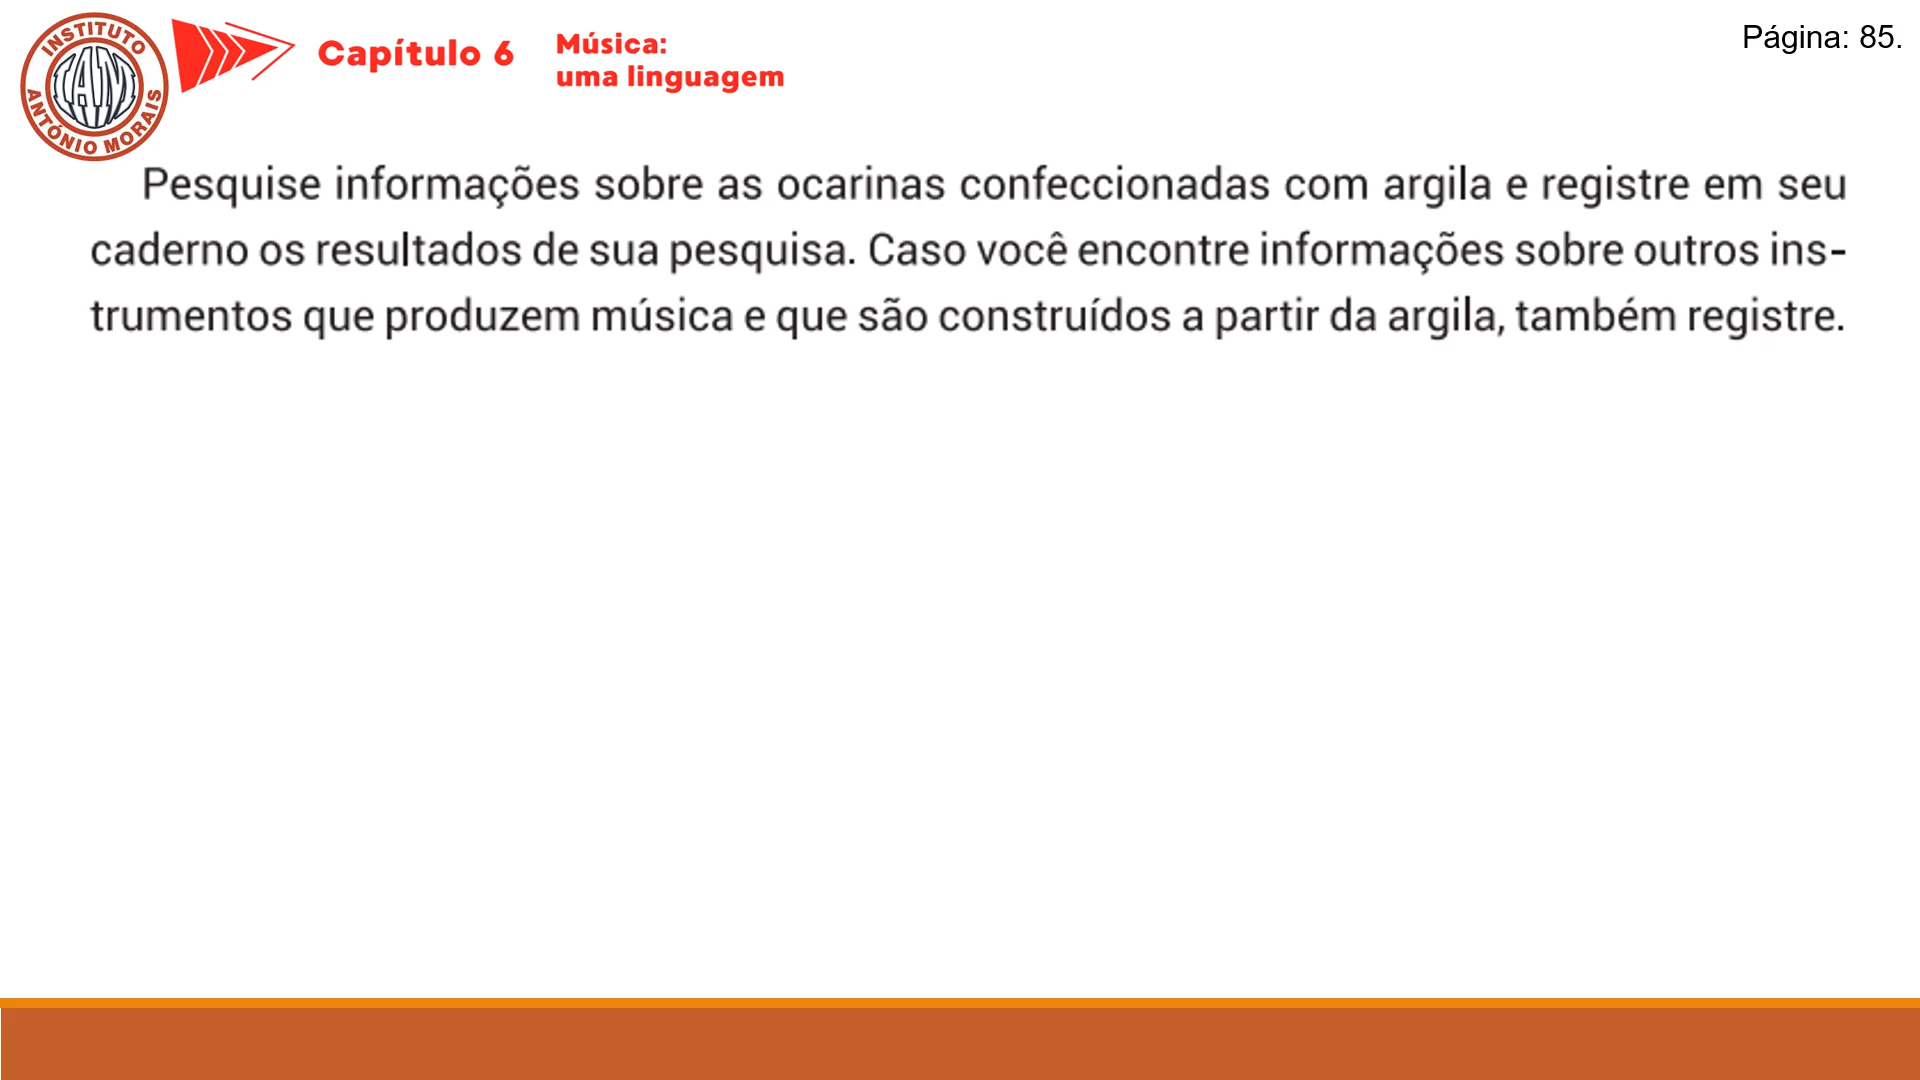 INSTITUTO
IAM
ANTÓNIO MORAIS
Capítulo 6
Música:
uma linguagem
Página: 85.
Pesquise informações sobre as ocarinas confeccionadas com argila e registre em seu
caderno os resultados de sua pesquisa. Caso você encontre informações sobre outros ins-
trumentos que produzem música e que são construídos a partir da argila, também registre.